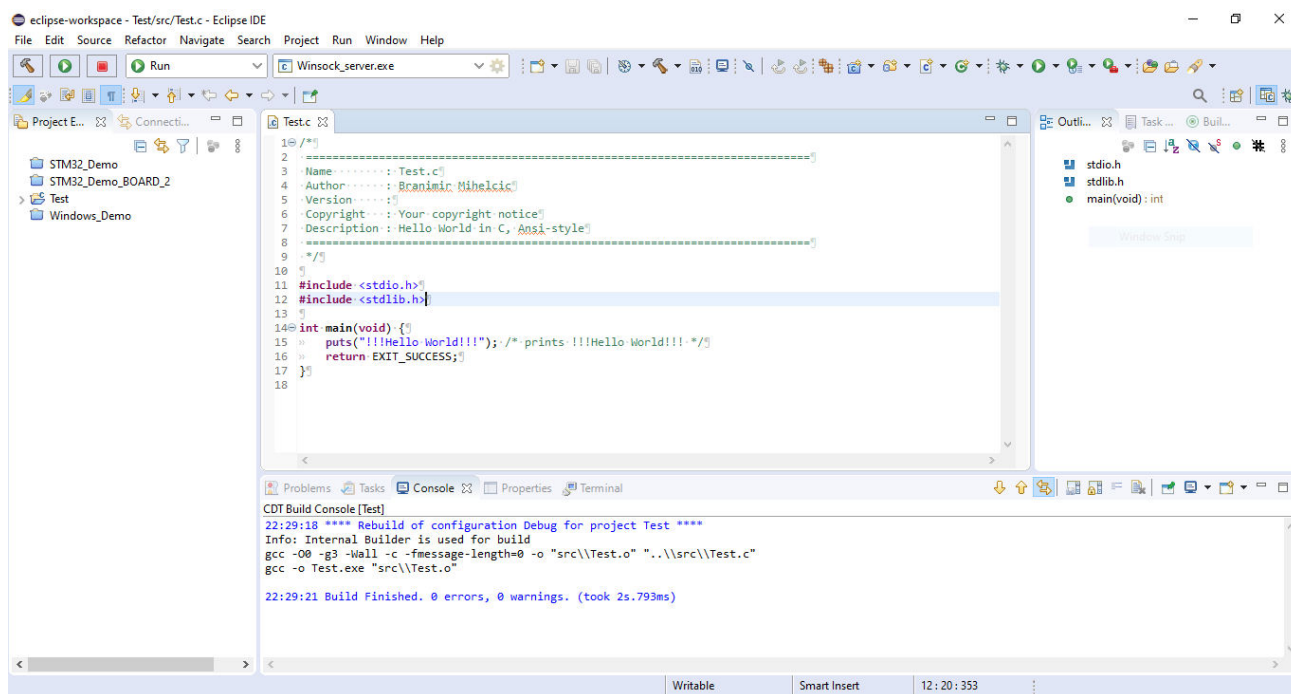 eclipse-workspace - Test/src/Test.c - Eclipse IDE
File Edit Source Refactor Navigate Search Project Run Window Help
Run
Winsock_server.exe
Project E...
Connecti...
STM32_Demo
STM32_Demo_BOARD_2
Test
Windows_Demo
Test.c
1 /*
2 ============================================================================
3 Name        : Test.c
4 Author      : Branimir Mihelcic
5 Version     :
6 Copyright   : Your copyright notice
7 Description : Hello World in C, Ansi-style
8 ============================================================================
9 */
10
11 #include <stdio.h>
12 #include <stdlib.h>
13
14 int main(void) {
15     puts("!!!Hello World!!!"); /* prints !!!Hello World!!! */
16     return EXIT_SUCCESS;
17 }
18
Outli...
Task ...
Buil...
stdio.h
stdlib.h
main(void) : int
Window Snip
Problems Tasks Console Properties Terminal
CDT Build Console [Test]
22:29:18 **** Rebuild of configuration Debug for project Test ****
Info: Internal Builder is used for build
gcc -O0 -g3 -Wall -c -fmessage-length=0 -o "src\\Test.o" "..\\src\\Test.c"
gcc -o Test.exe "src\\Test.o"
22:29:21 Build Finished. 0 errors, 0 warnings. (took 2s.793ms)
Writable
Smart Insert
12 : 20 : 353